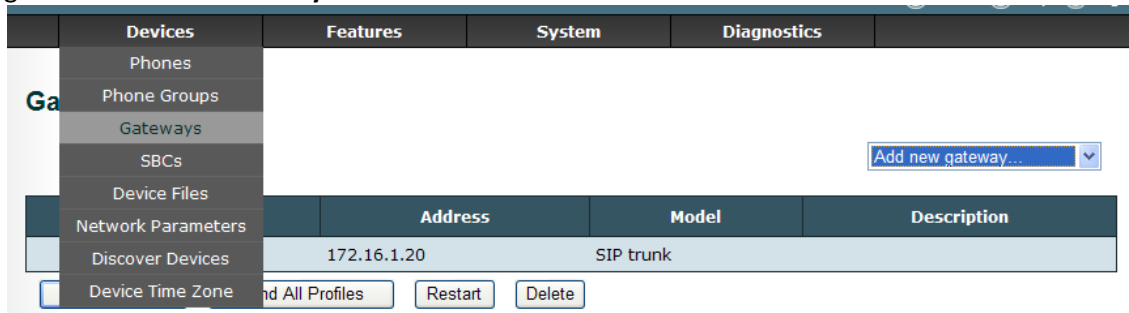 Devices Features System Diagnostics
Phones
Ga Phone Groups
Gateways
Add new gateway...
SBCs
Device Files
Network Parameters Address Model Description
Discover Devices 172.16.1.20 SIP trunk
Device Time Zone nd All Profiles Restart Delete